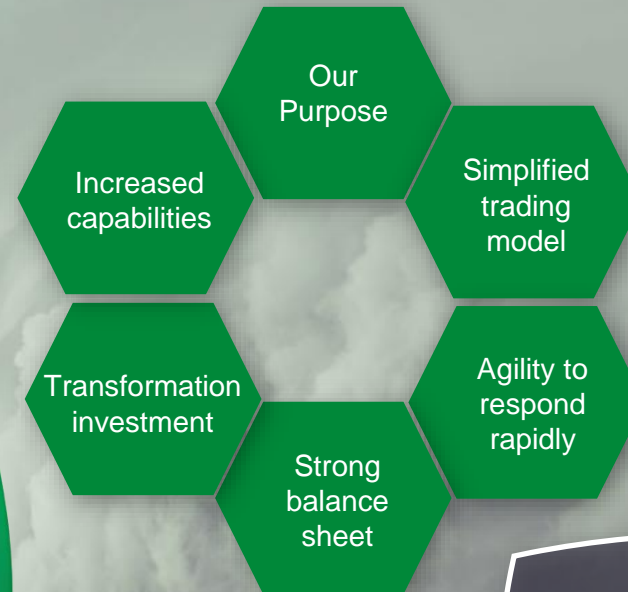 Our
Purpose
Simplified
trading
model
Agility to
respond
rapidly
Strong
balance
sheet
Transformation
investment
Increased
capabilities